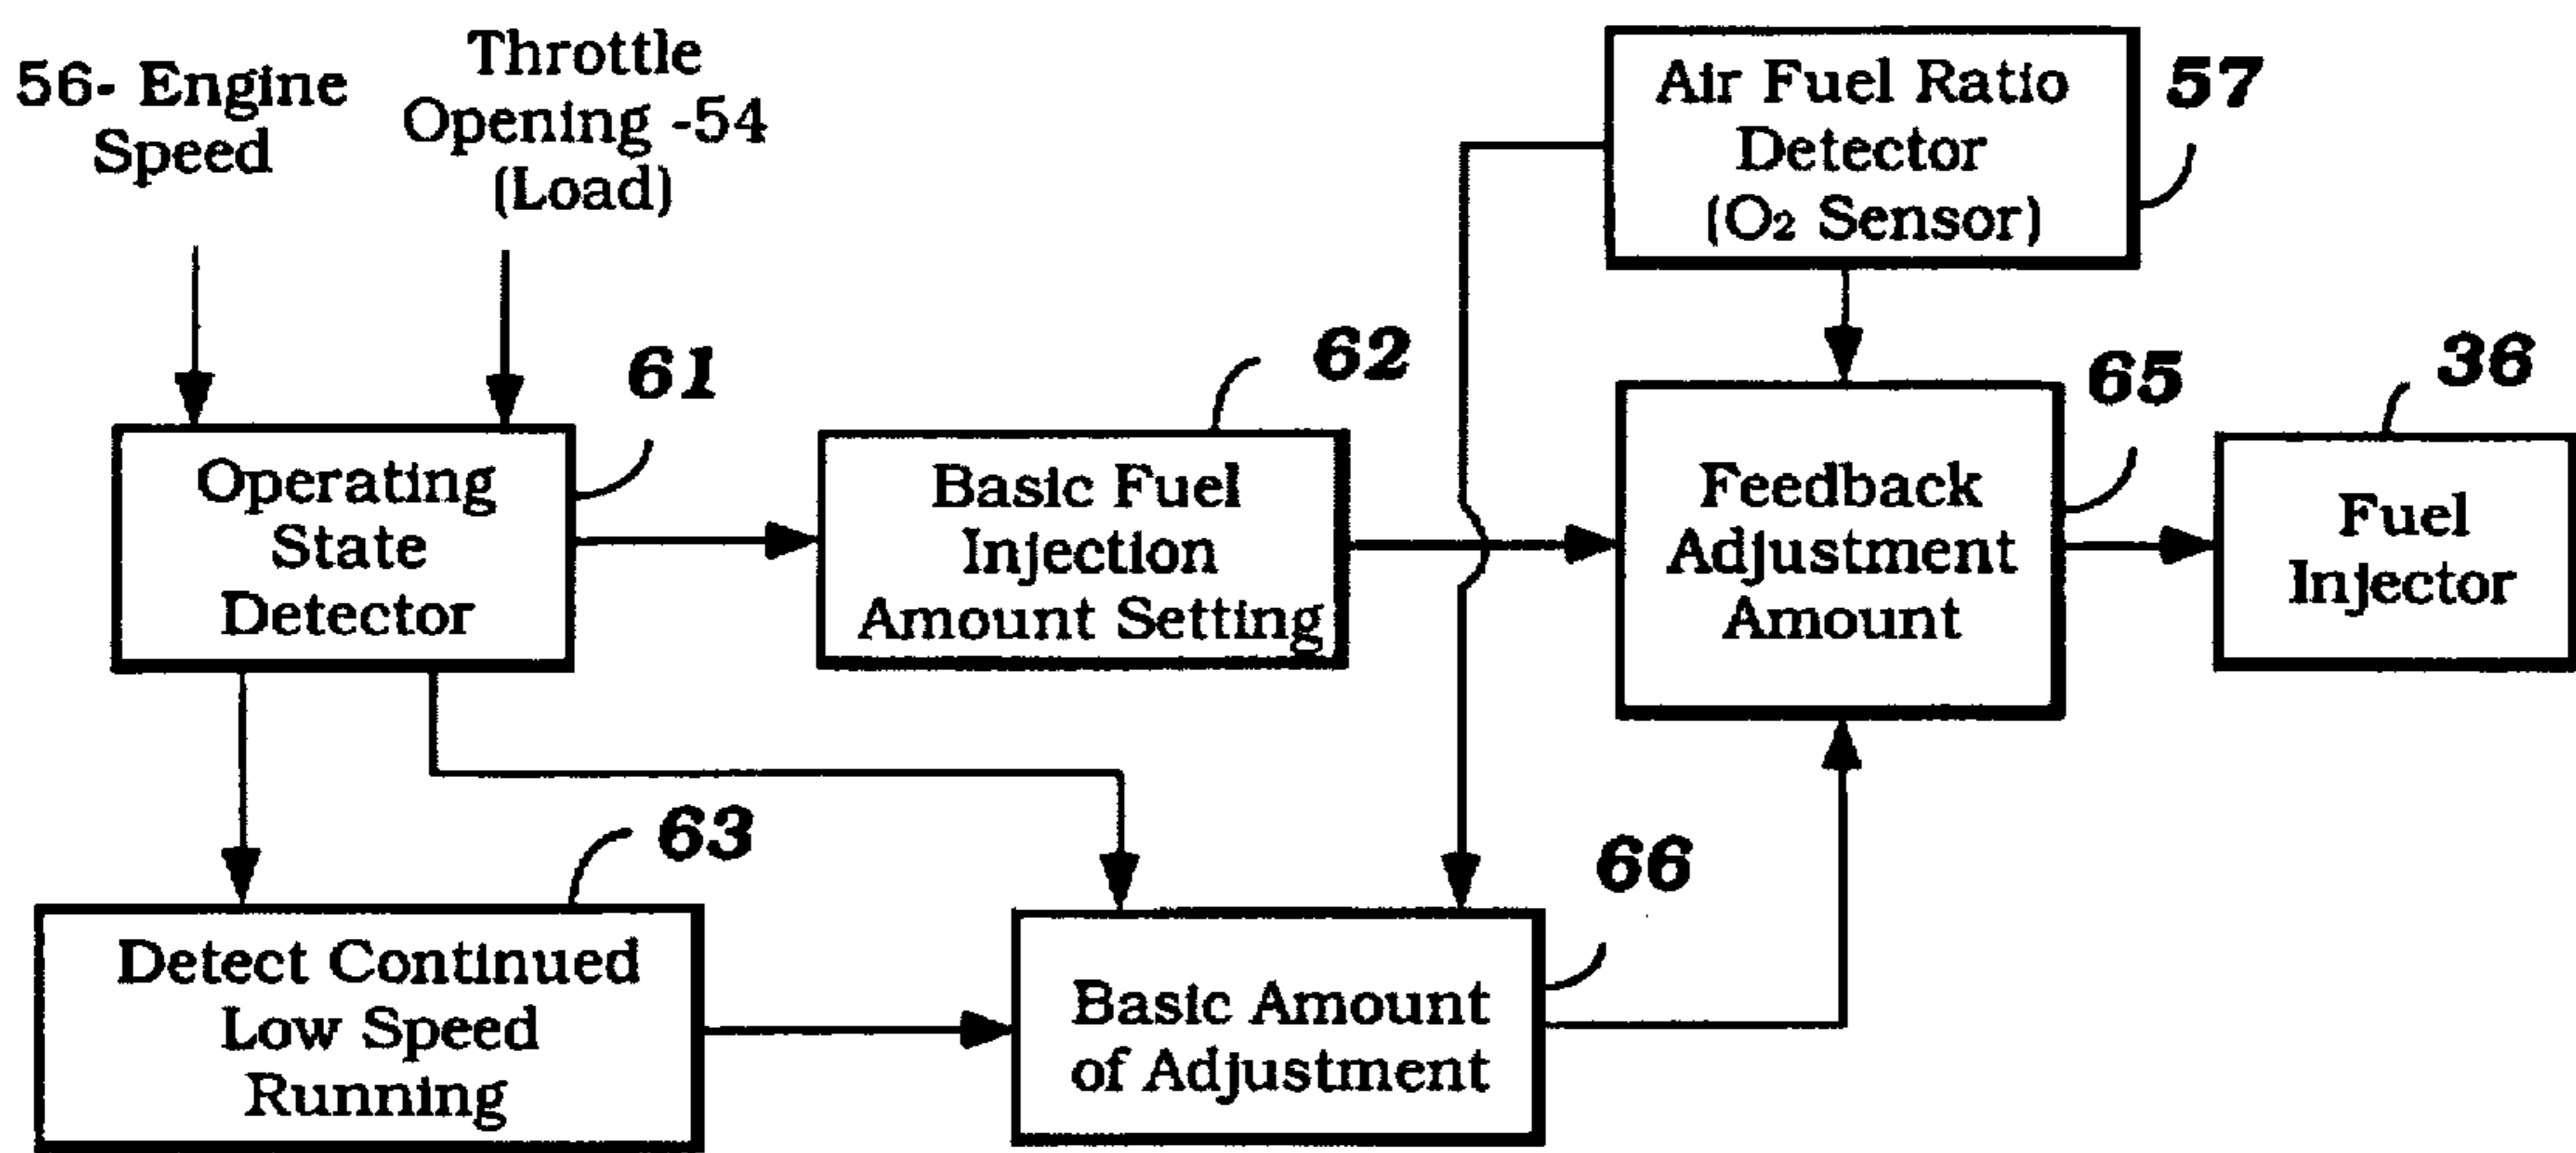 56- Engine
Speed
Throttle
Opening -54
(Load)
Air Fuel Ratio
Detector
(O₂ Sensor)
57
61
Operating
State
Detector
62
Basic Fuel
Injection
Amount Setting
65
Feedback
Adjustment
Amount
36
Fuel
Injector
63
Detect Continued
Low Speed
Running
66
Basic Amount
of Adjustment